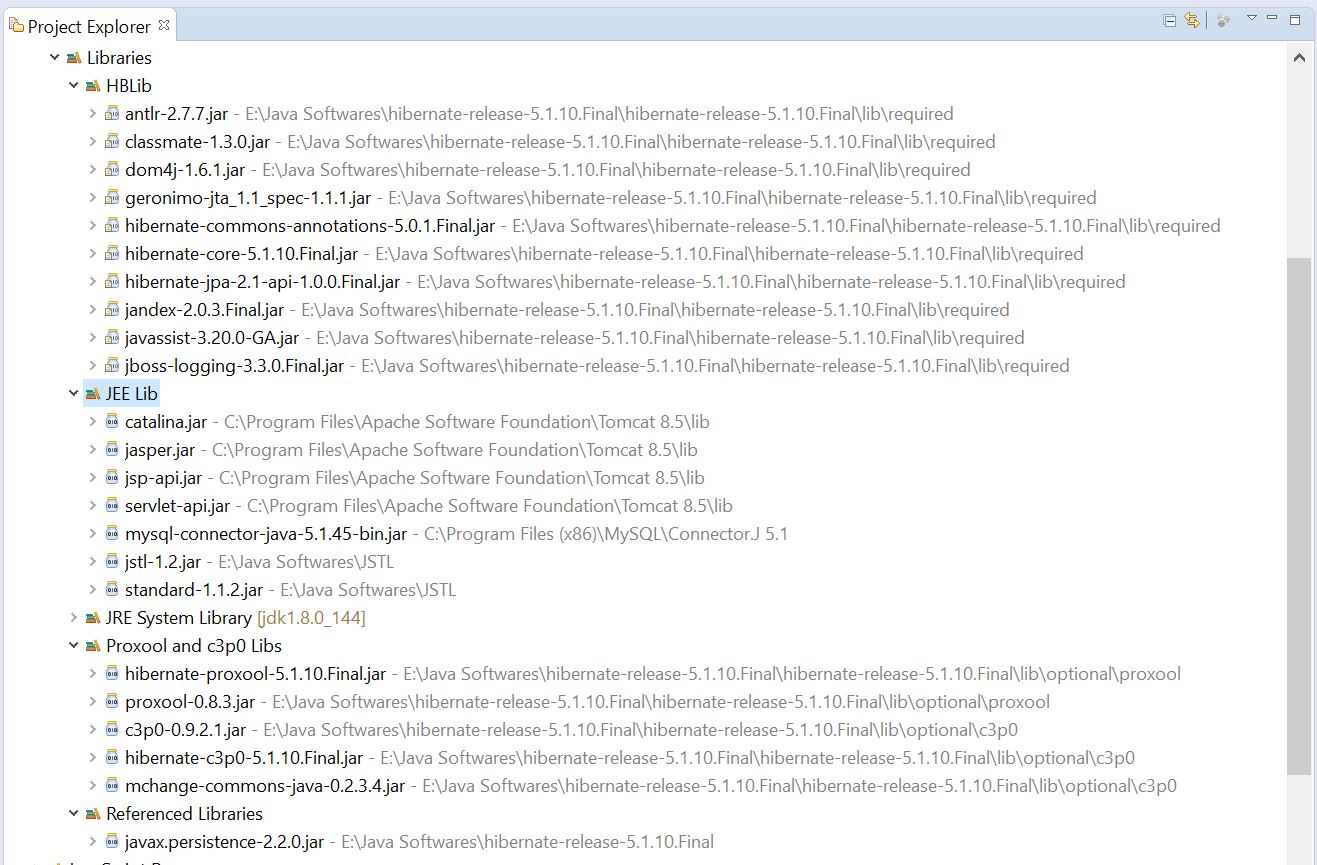 Project Explorer
Libraries
HBLib
antlr-2.7.7.jar - E:\Java Softwares\hibernate-release-5.1.10.Final\hibernate-release-5.1.10.Final\lib\required
classmate-1.3.0.jar - E:\Java Softwares\hibernate-release-5.1.10.Final\hibernate-release-5.1.10.Final\lib\required
dom4j-1.6.1.jar - E:\Java Softwares\hibernate-release-5.1.10.Final\hibernate-release-5.1.10.Final\lib\required
geronimo-jta_1.1_spec-1.1.1.jar - E:\Java Softwares\hibernate-release-5.1.10.Final\hibernate-release-5.1.10.Final\lib\required
hibernate-commons-annotations-5.0.1.Final.jar - E:\Java Softwares\hibernate-release-5.1.10.Final\hibernate-release-5.1.10.Final\lib\required
hibernate-core-5.1.10.Final.jar - E:\Java Softwares\hibernate-release-5.1.10.Final\hibernate-release-5.1.10.Final\lib\required
hibernate-jpa-2.1-api-1.0.0.Final.jar - E:\Java Softwares\hibernate-release-5.1.10.Final\hibernate-release-5.1.10.Final\lib\required
jandex-2.0.3.Final.jar - E:\Java Softwares\hibernate-release-5.1.10.Final\hibernate-release-5.1.10.Final\lib\required
javassist-3.20.0-GA.jar - E:\Java Softwares\hibernate-release-5.1.10.Final\hibernate-release-5.1.10.Final\lib\required
jboss-logging-3.3.0.Final.jar - E:\Java Softwares\hibernate-release-5.1.10.Final\hibernate-release-5.1.10.Final\lib\required
JEE Lib
catalina.jar - C:\Program Files\Apache Software Foundation\Tomcat 8.5\lib
jasper.jar - C:\Program Files\Apache Software Foundation\Tomcat 8.5\lib
jsp-api.jar - C:\Program Files\Apache Software Foundation\Tomcat 8.5\lib
servlet-api.jar - C:\Program Files\Apache Software Foundation\Tomcat 8.5\lib
mysql-connector-java-5.1.45-bin.jar - C:\Program Files (x86)\MySQL\Connector.J 5.1
jstl-1.2.jar - E:\Java Softwares\JSTL
standard-1.1.2.jar - E:\Java Softwares\JSTL
JRE System Library [jdk1.8.0_144]
Proxool and c3p0 Libs
hibernate-proxool-5.1.10.Final.jar - E:\Java Softwares\hibernate-release-5.1.10.Final\hibernate-release-5.1.10.Final\lib\optional\proxool
proxool-0.8.3.jar - E:\Java Softwares\hibernate-release-5.1.10.Final\hibernate-release-5.1.10.Final\lib\optional\proxool
c3p0-0.9.2.1.jar - E:\Java Softwares\hibernate-release-5.1.10.Final\hibernate-release-5.1.10.Final\lib\optional\c3p0
hibernate-c3p0-5.1.10.Final.jar - E:\Java Softwares\hibernate-release-5.1.10.Final\hibernate-release-5.1.10.Final\lib\optional\c3p0
mchange-commons-java-0.2.3.4.jar - E:\Java Softwares\hibernate-release-5.1.10.Final\hibernate-release-5.1.10.Final\lib\optional\c3p0
Referenced Libraries
javax.persistence-2.2.0.jar - E:\Java Softwares\hibernate-release-5.1.10.Final